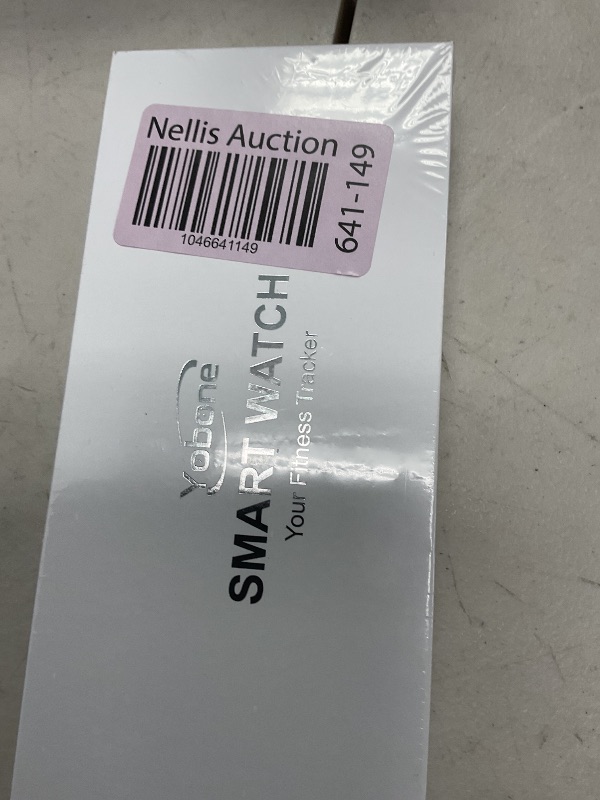 Nellis Auction
1046641149
641-149
Yobone
SMART WATCH
Your Fitness Tracker